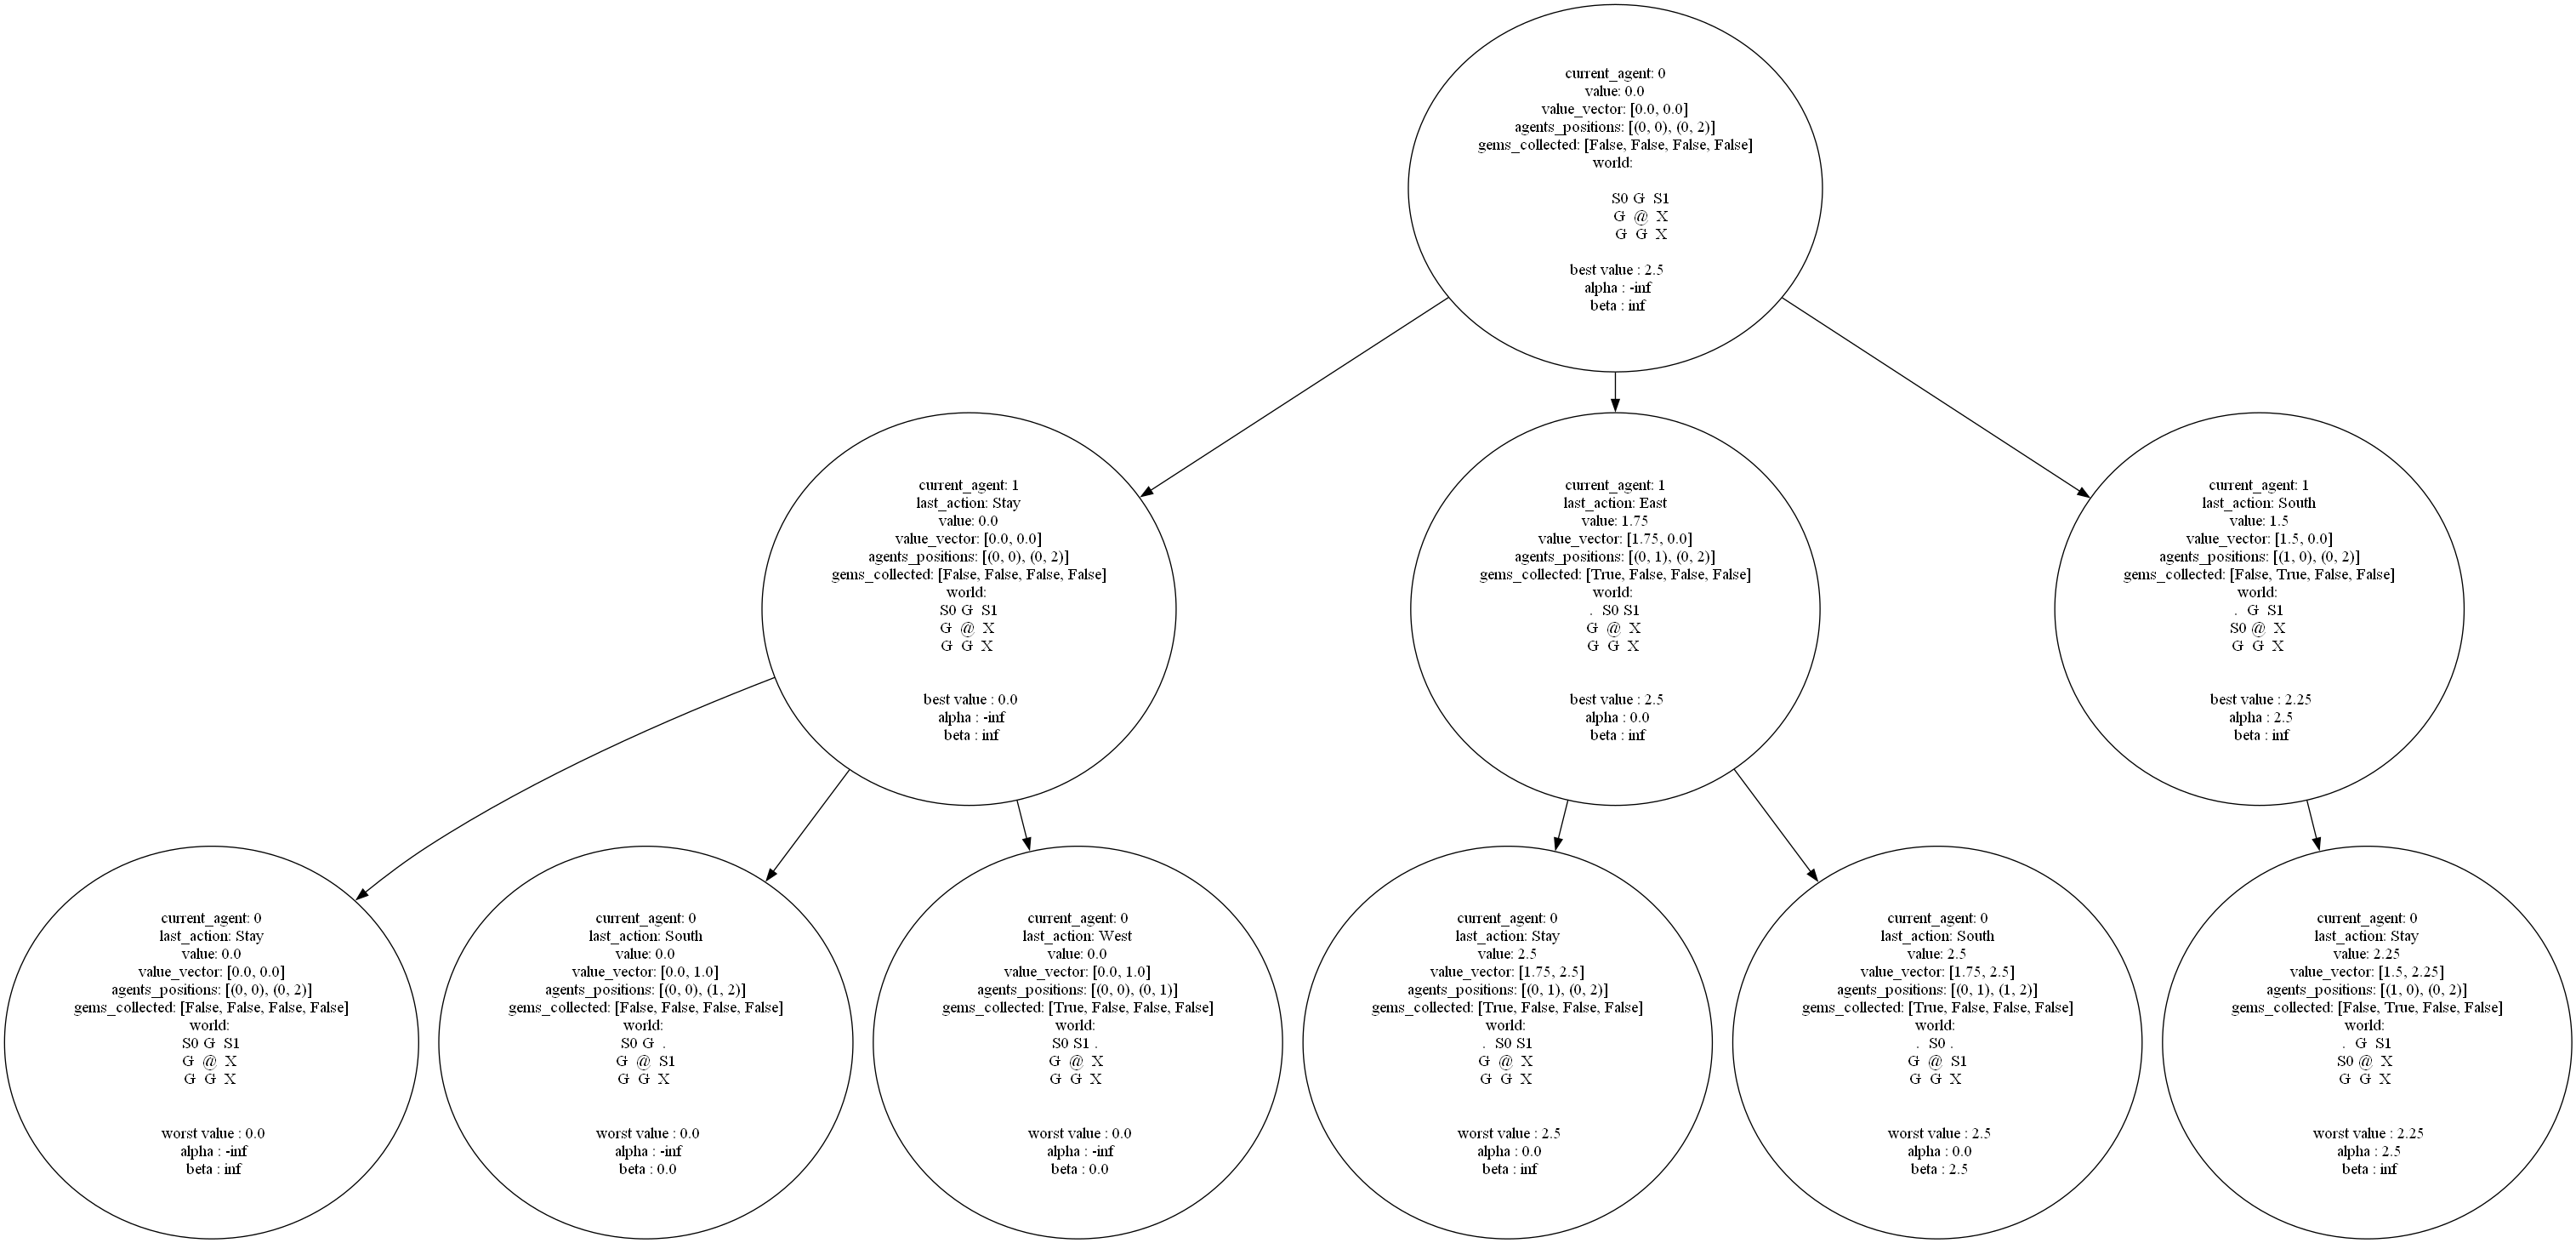 current_agent: 0
value: 0.0
value_vector: [0.0, 0.0]
agents_positions: [(0, 0), (0, 2)]
gems_collected: [False, False, False, False]
world:
S0 G  S1
G  @  X
G  G  X
best value : 2.5
alpha : -inf
beta : inf
current_agent: 1
last_action: Stay
value: 0.0
value_vector: [0.0, 0.0]
agents_positions: [(0, 0), (0, 2)]
gems_collected: [False, False, False, False]
world:
S0 G  S1
G  @  X
G  G  X
best value : 0.0
alpha : -inf
beta : inf
current_agent: 1
last_action: East
value: 1.75
value_vector: [1.75, 0.0]
agents_positions: [(0, 1), (0, 2)]
gems_collected: [True, False, False, False]
world:
.  S0 S1
G  @  X
G  G  X
best value : 2.5
alpha : 0.0
beta : inf
current_agent: 1
last_action: South
value: 1.5
value_vector: [1.5, 0.0]
agents_positions: [(1, 0), (0, 2)]
gems_collected: [False, True, False, False]
world:
.  G  S1
S0 @  X
G  G  X
best value : 2.25
alpha : 2.5
beta : inf
current_agent: 0
last_action: Stay
value: 0.0
value_vector: [0.0, 0.0]
agents_positions: [(0, 0), (0, 2)]
gems_collected: [False, False, False, False]
world:
S0 G  S1
G  @  X
G  G  X
worst value : 0.0
alpha : -inf
beta : inf
current_agent: 0
last_action: South
value: 0.0
value_vector: [0.0, 1.0]
agents_positions: [(0, 0), (1, 2)]
gems_collected: [False, False, False, False]
world:
S0 G  .
G  @  S1
G  G  X
worst value : 0.0
alpha : -inf
beta : 0.0
current_agent: 0
last_action: West
value: 0.0
value_vector: [0.0, 1.0]
agents_positions: [(0, 0), (0, 1)]
gems_collected: [True, False, False, False]
world:
S0 S1 .
G  @  X
G  G  X
worst value : 0.0
alpha : -inf
beta : 0.0
current_agent: 0
last_action: Stay
value: 2.5
value_vector: [1.75, 2.5]
agents_positions: [(0, 1), (0, 2)]
gems_collected: [True, False, False, False]
world:
.  S0 S1
G  @  X
G  G  X
worst value : 2.5
alpha : 0.0
beta : inf
current_agent: 0
last_action: South
value: 2.5
value_vector: [1.75, 2.5]
agents_positions: [(0, 1), (1, 2)]
gems_collected: [True, False, False, False]
world:
.  S0 .
G  @  S1
G  G  X
worst value : 2.5
alpha : 0.0
beta : 2.5
current_agent: 0
last_action: Stay
value: 2.25
value_vector: [1.5, 2.25]
agents_positions: [(1, 0), (0, 2)]
gems_collected: [False, True, False, False]
world:
.  G  S1
S0 @  X
G  G  X
worst value : 2.25
alpha : 2.5
beta : inf